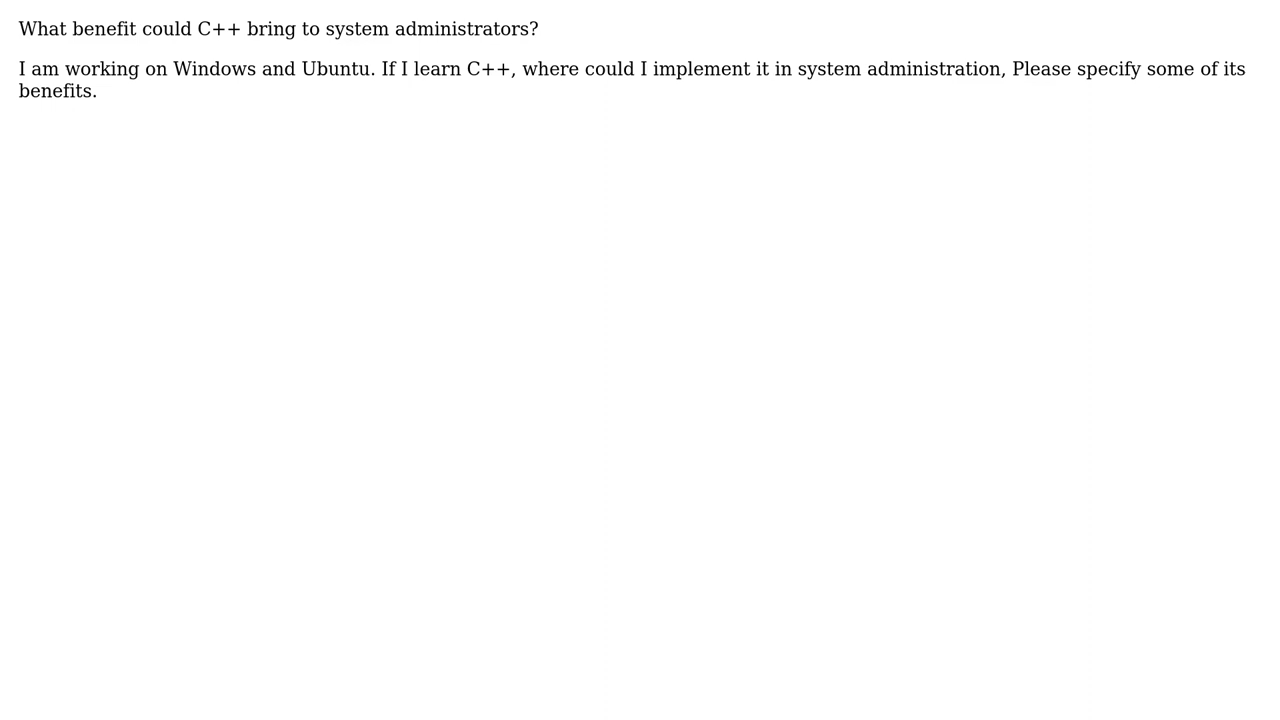 What benefit could C++ bring to system administrators?
I am working on Windows and Ubuntu. If I learn C++, where could I implement it in system administration, Please specify some of its
benefits.